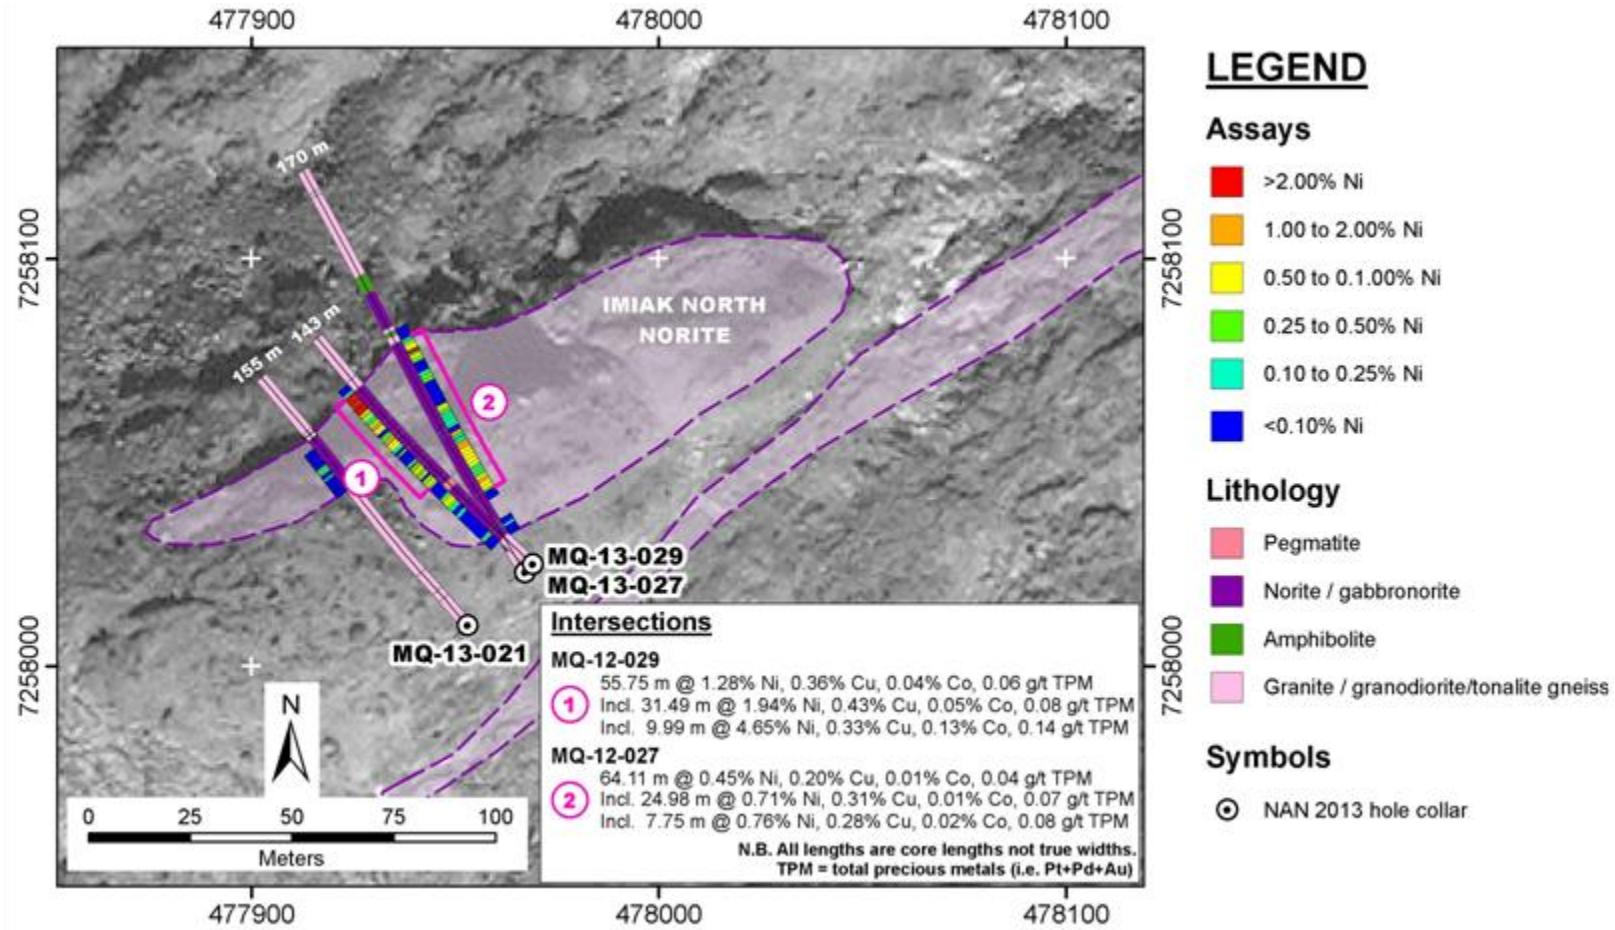 477900
478000
478100
7258100
7258100
7258000
7258000
170 m
143 m
155 m
IMIAK NORTH
NORITE
2
1
MQ-13-029
MQ-13-027
MQ-13-021
N
0 25 50 75 100
Meters
Intersections
MQ-12-029
55.75 m @ 1.28% Ni, 0.36% Cu, 0.04% Co, 0.06 g/t TPM
1 Incl. 31.49 m @ 1.94% Ni, 0.43% Cu, 0.05% Co, 0.08 g/t TPM
Incl. 9.99 m @ 4.65% Ni, 0.33% Cu, 0.13% Co, 0.14 g/t TPM
MQ-12-027
64.11 m @ 0.45% Ni, 0.20% Cu, 0.01% Co, 0.04 g/t TPM
2 Incl. 24.98 m @ 0.71% Ni, 0.31% Cu, 0.01% Co, 0.07 g/t TPM
Incl. 7.75 m @ 0.76% Ni, 0.28% Cu, 0.02% Co, 0.08 g/t TPM
N.B. All lengths are core lengths not true widths.
TPM = total precious metals (i.e. Pt+Pd+Au)
477900
478000
478100
LEGEND
Assays
>2.00% Ni
1.00 to 2.00% Ni
0.50 to 0.1.00% Ni
0.25 to 0.50% Ni
0.10 to 0.25% Ni
<0.10% Ni
Lithology
Pegmatite
Norite / gabbronorite
Amphibolite
Granite / granodiorite/tonalite gneiss
Symbols
NAN 2013 hole collar